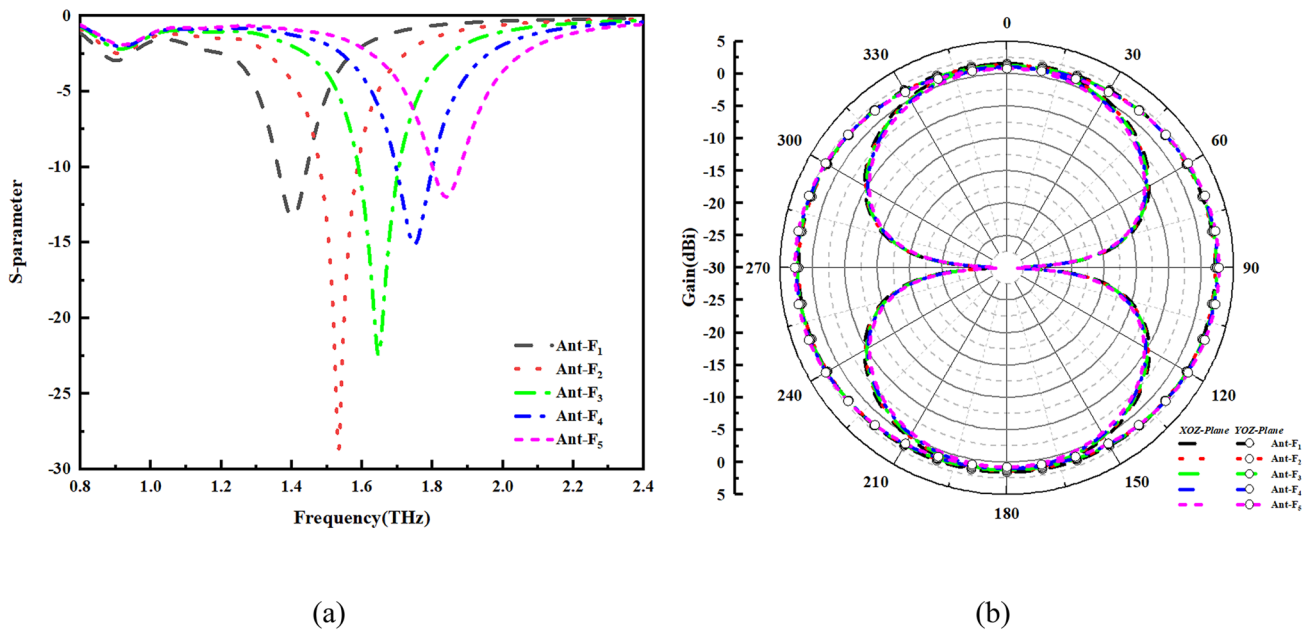 (a)
0
-5
-10
-15
-20
-25
-30
S-parameter
0.8 1.0 1.2 1.4 1.6 1.8 2.0 2.2 2.4
Frequency(THz)
Ant-F1
Ant-F2
Ant-F3
Ant-F4
Ant-F5
(a)
(b)
5
0
-5
-10
-15
-20
-25
-30
-25
-20
-15
-10
-5
0
5
Gain(dBi)
0
30
60
90
120
150
180
210
240
270
300
330
XOZ-Plane YOZ-Plane
Ant-F1
Ant-F2
Ant-F3
Ant-F4
Ant-F5
(b)